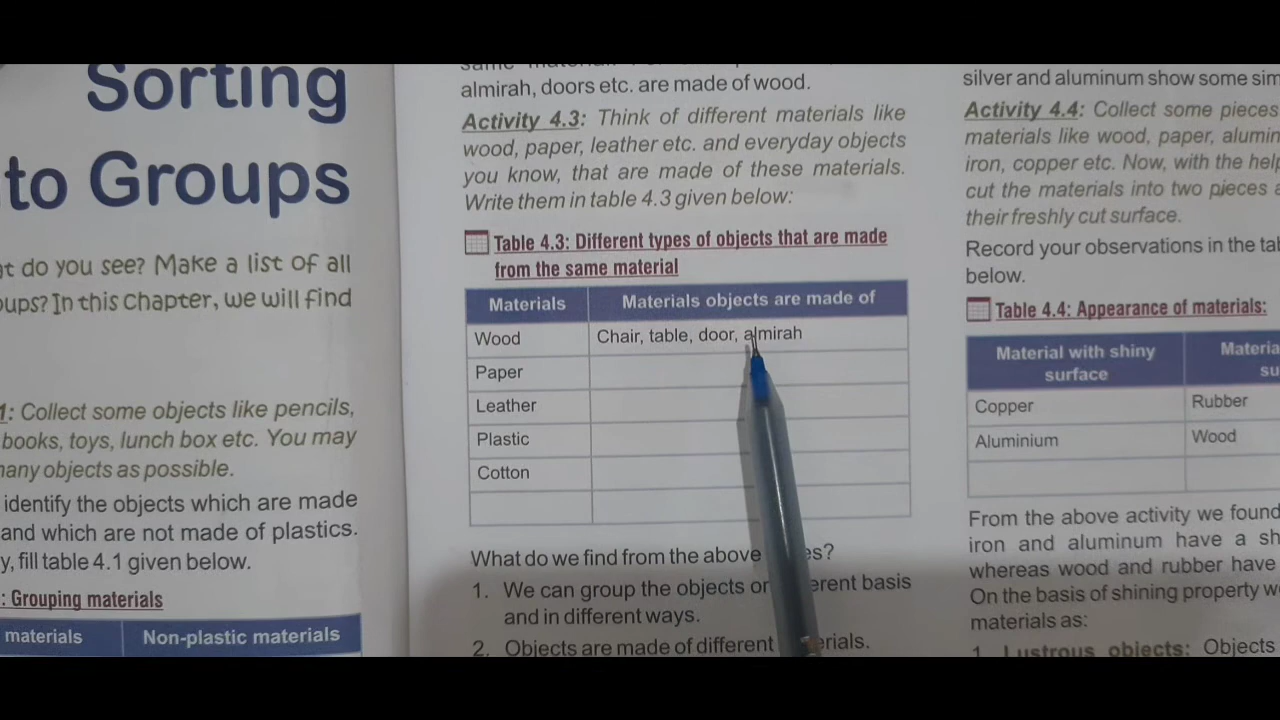 Sorting
to Groups
at do you see? Make a list of all
oups? In this Chapter, we will find
1: Collect some objects like pencils,
books, toys, lunch box etc. You may
many objects as possible.
identify the objects which are made
and which are not made of plastics.
y, fill table 4.1 given below.
: Grouping materials
materials Non-plastic materials
almirah, doors etc. are made of wood.
Activity 4.3: Think of different materials like
wood, paper, leather etc. and everyday objects
you know, that are made of these materials.
Write them in table 4.3 given below:
Table 4.3: Different types of objects that are made
from the same material
Materials Materials objects are made of
Wood Chair, table, door, almirah
Paper
Leather
Plastic
Cotton
What do we find from the above es?
1. We can group the objects on erent basis
and in different ways.
2. Objects are made of different erials.
silver and aluminum show some sim
Activity 4.4: Collect some pieces
materials like wood, paper, alumin
iron, copper etc. Now, with the help
cut the materials into two pieces a
their freshly cut surface.
Record your observations in the tab
below.
Table 4.4: Appearance of materials:
Material with shiny surface Materia su
Copper Rubber
Aluminium Wood
From the above activity we found
iron and aluminum have a sh
whereas wood and rubber have
On the basis of shining property we
materials as:
1. Lustrous objects: Objects